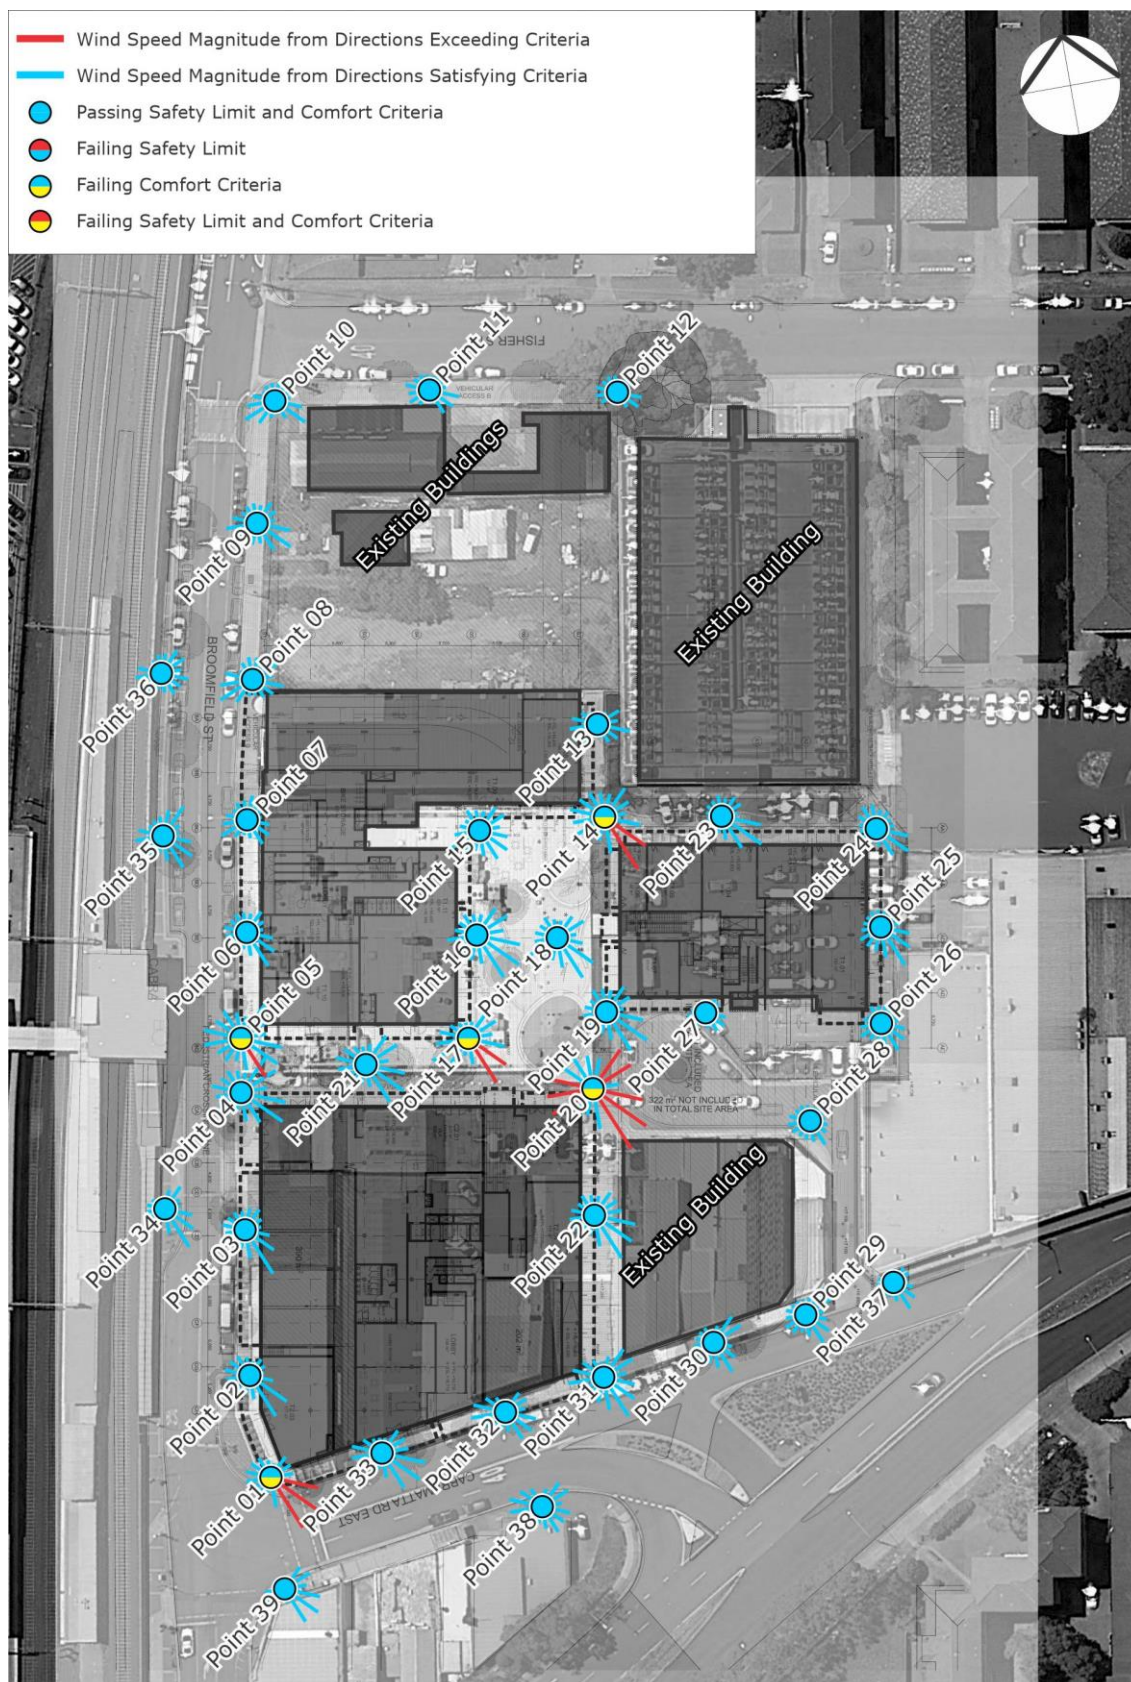 Wind Speed Magnitude from Directions Exceeding Criteria
Wind Speed Magnitude from Directions Satisfying Criteria
Passing Safety Limit and Comfort Criteria
Failing Safety Limit
Failing Comfort Criteria
Failing Safety Limit and Comfort Criteria
Point 10
40
Point 11
FISHER S
Point 12
VEHICULAR
ACCESS B
Existing Buildings
Point 09
Existing Building
Point 08
Point 36
BROOMFIELD ST
Point 07
Point 13
Point 35
Point 15
Point 14
Point 23
Point 24
Point 25
Point 06
Point 05
Point 16
Point 18
Point 26
Point 19
Point 27
Point 28
Point 04
Point 21
Point 17
Point 20
322 m² NOT INCLUDED
IN TOTAL SITE AREA
Point 34
Point 03
Point 22
Existing Building
Point 29
Point 37
Point 02
Point 30
Point 31
Point 32
Point 33
Point 01
40
Point 38
Point 39